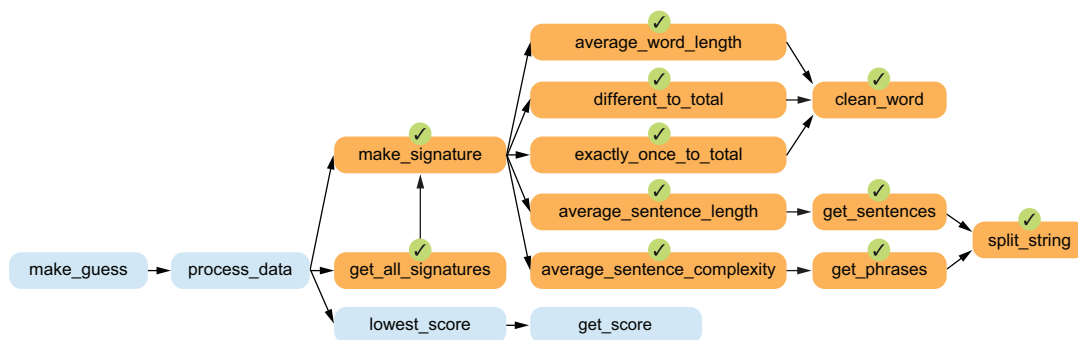 average_word_length
different_to_total
clean_word
make_signature
exactly_once_to_total
average_sentence_length
get_sentences
split_string
make_guess
process_data
get_all_signatures
average_sentence_complexity
get_phrases
lowest_score
get_score